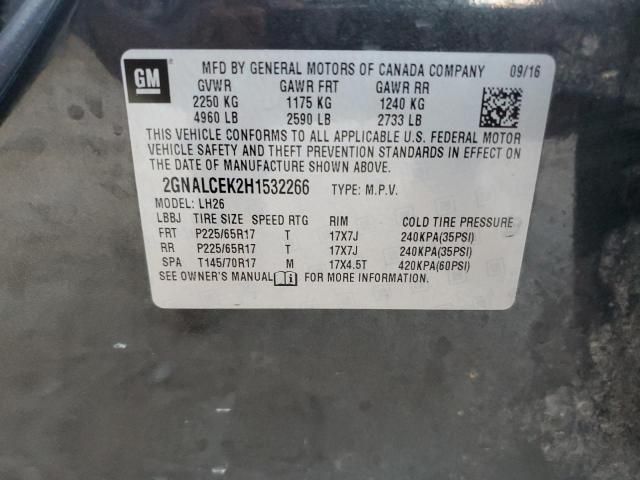 GM
MFD BY GENERAL MOTORS OF CANADA COMPANY 09/16
GVWR GAWR FRT GAWR RR
2250 KG 1175 KG 1240 KG
4960 LB 2590 LB 2733 LB
THIS VEHICLE CONFORMS TO ALL APPLICABLE U.S. FEDERAL MOTOR
VEHICLE SAFETY AND THEFT PREVENTION STANDARDS IN EFFECT ON
THE DATE OF MANUFACTURE SHOWN ABOVE.
2GNALCEK2H1532266 TYPE: M.P.V.
MODEL: LH26
LBBJ TIRE SIZE SPEED RTG RIM COLD TIRE PRESSURE
FRT P225/65R17 T 17X7J 240KPA(35PSI)
RR P225/65R17 T 17X7J 240KPA(35PSI)
SPA T145/70R17 M 17X4.5T 420KPA(60PSI)
SEE OWNER'S MANUAL FOR MORE INFORMATION.